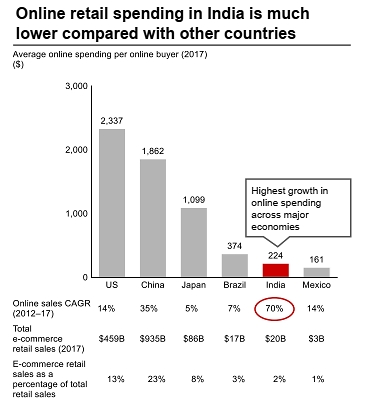 Online retail spending in India is much
lower compared with other countries
Average online spending per online buyer (2017)
($)
3,000
2,337
2,000
1,862
1,099
1,000
Highest growth in
online spending
across major
economies
374
224
161
0
US China Japan Brazil India Mexico
Online sales CAGR
(2012–17)
14% 35% 5% 7% 70% 14%
Total
e-commerce
retail sales (2017)
$459B $935B $86B $17B $20B $3B
E-commerce retail
sales as a
percentage of total
retail sales
13% 23% 8% 3% 2% 1%